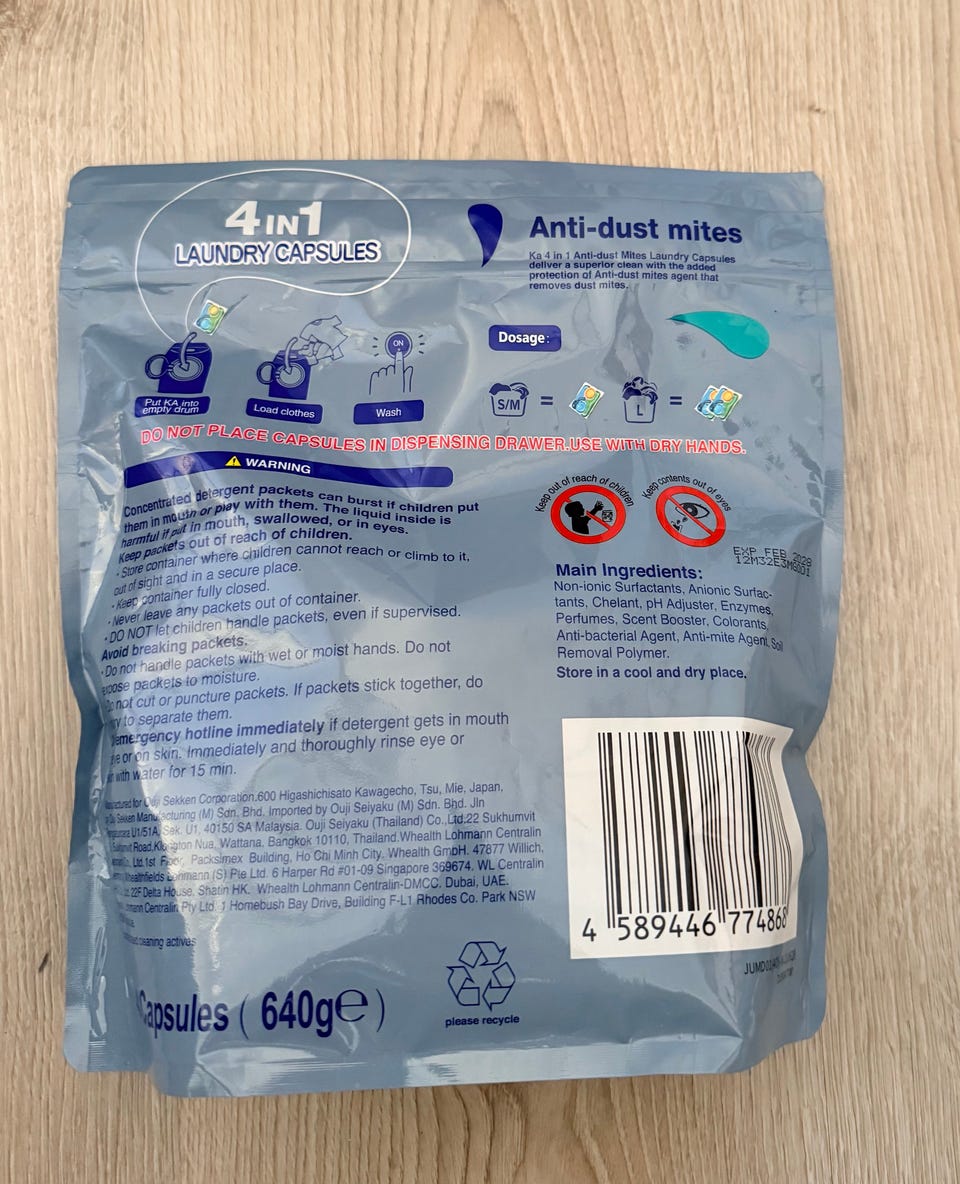 4 IN 1
LAUNDRY CAPSULES
Anti-dust mites
Ka 4 in 1 Anti-dust Mites Laundry Capsules
deliver a superior clean with the added
protection of Anti-dust mites agent that
removes dust mites.
Put KA into
empty drum
Load clothes
ON
Wash
Dosage:
S/M =
L =
DO NOT PLACE CAPSULES IN DISPENSING DRAWER.USE WITH DRY HANDS.
WARNING
Concentrated detergent packets can burst if children put
them in mouth or play with them. The liquid inside is
harmful if put in mouth, swallowed, or in eyes.
Keep packets out of reach of children.
· Store container where children cannot reach or climb to it,
out of sight and in a secure place.
· Keep container fully closed.
· Never leave any packets out of container.
· DO NOT let children handle packets, even if supervised.
Avoid breaking packets.
· Do not handle packets with wet or moist hands. Do not
expose packets to moisture.
Do not cut or puncture packets. If packets stick together, do
to separate them.
emergency hotline immediately if detergent gets in mouth
or on skin. Immediately and thoroughly rinse eye or
with water for 15 min.
Manufactured for Ouji Sekken Corporation.600 Higashichisato Kawagecho, Tsu, Mie, Japan.
Sekken Manufacturing (M) Sdn. Bhd. Imported by Ouji Seiyaku (M) Sdn. Bhd. Jln
U1/51A, Sek. U1, 40150 SA Malaysia. Ouji Seiyaku (Thailand) Co.,Ltd.22 Sukhumvit
Road,Klongton Nua, Wattana, Bangkok 10110, Thailand.Whealth Lohmann Centralin
Ltd.1st Floor, Packsimex Building, Ho Chi Minh City. Whealth GmbH. 47877 Willich,
Whealthfields Lohmann (S) Pte Ltd. 6 Harper Rd #01-09 Singapore 369674. WL Centralin
22F Delta House, Shatin HK. Whealth Lohmann Centralin-DMCC. Dubai, UAE.
Centralin Pty Ltd. 1 Homebush Bay Drive, Building F-L1 Rhodes Co. Park NSW
cleaning actives
Capsules ( 640g℮ )
please recycle
Keep out of reach of children
Keep contents out of eyes
EXP FEB 2028
Main Ingredients:
Non-ionic Surfactants, Anionic Surfac-
tants, Chelant, pH Adjuster, Enzymes,
Perfumes, Scent Booster, Colorants,
Anti-bacterial Agent, Anti-mite Agent, Soil
Removal Polymer.
Store in a cool and dry place.
4 589446 774868